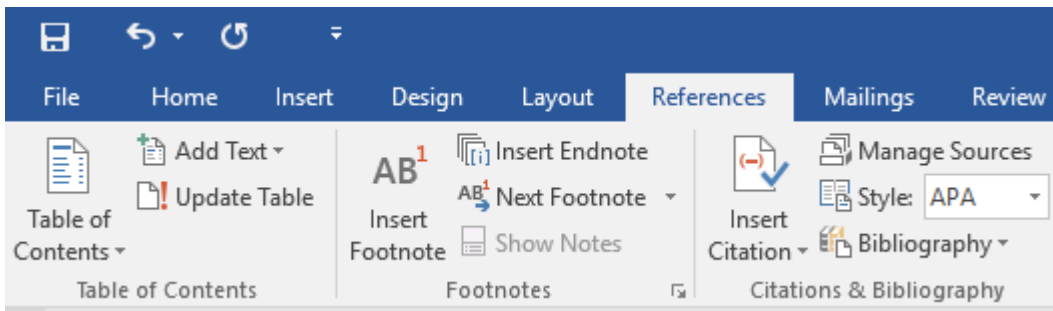 File Home Insert Design Layout References Mailings Review
Table of
Contents
Add Text
Update Table
Table of Contents
AB1
Insert
Footnote
[i] Insert Endnote
AB1 Next Footnote
Show Notes
Footnotes
(-)
Insert
Citation
Manage Sources
Style: APA
Bibliography
Citations & Bibliography